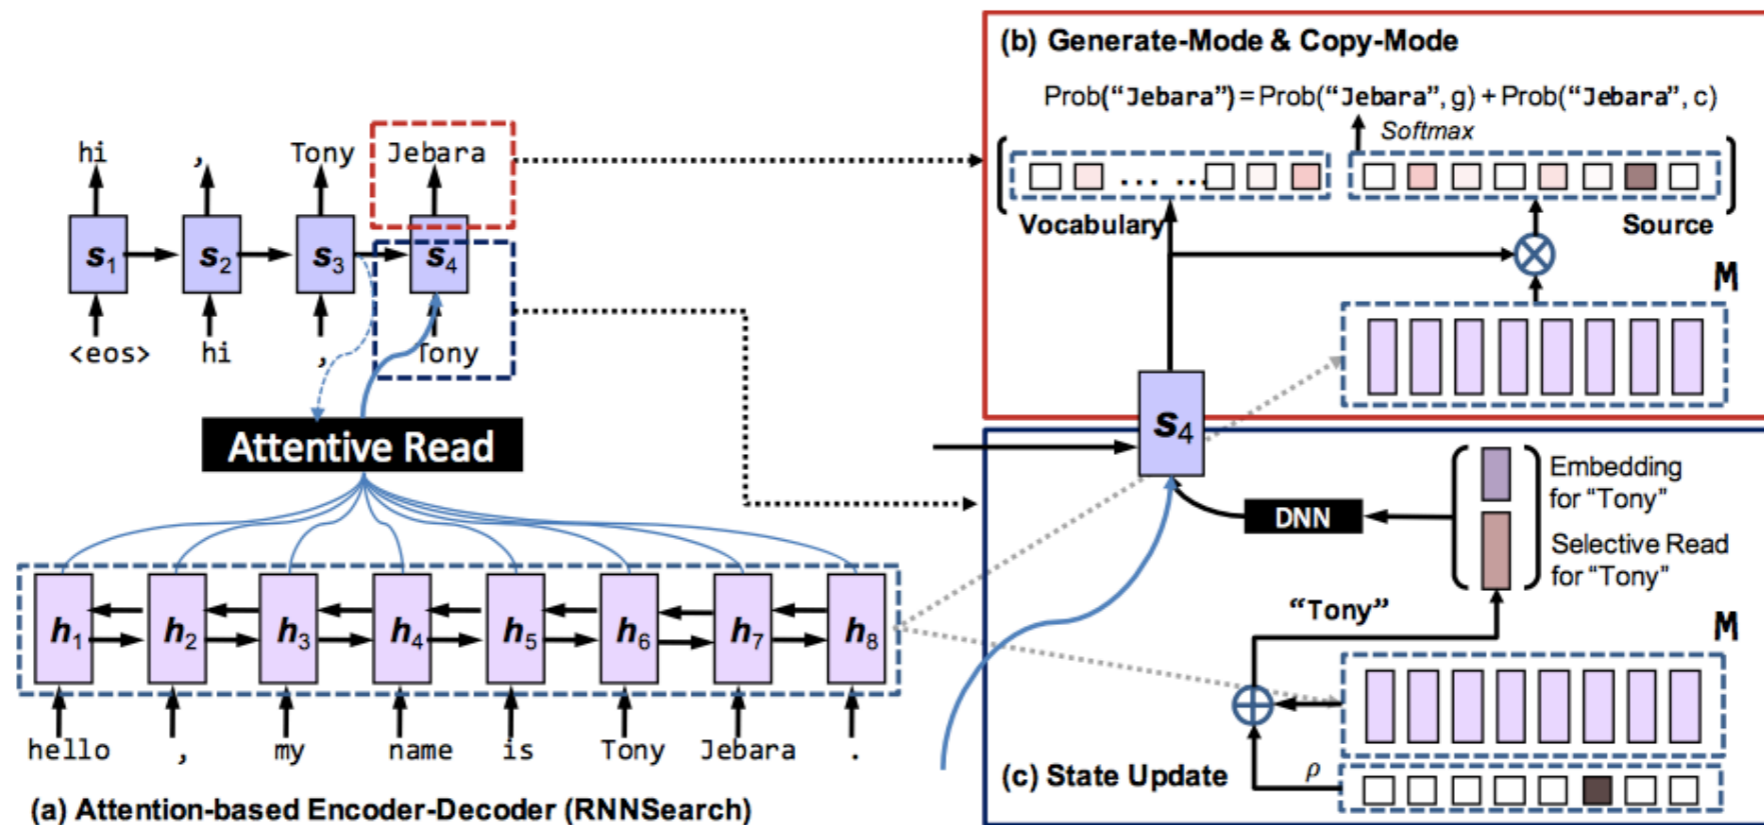 (b) Generate-Mode & Copy-Mode
Prob(“Jebara”) = Prob(“Jebara”, g) + Prob(“Jebara”, c)
Softmax
... ...
Vocabulary
Source
M
hi , Tony Jebara
s1 s2 s3 s4
<eos> hi , Tony
Attentive Read
h1 h2 h3 h4 h5 h6 h7 h8
hello , my name is Tony Jebara .
(a) Attention-based Encoder-Decoder (RNNSearch)
s4
Embedding
for “Tony”
DNN
Selective Read
for “Tony”
“Tony”
M
ρ
(c) State Update